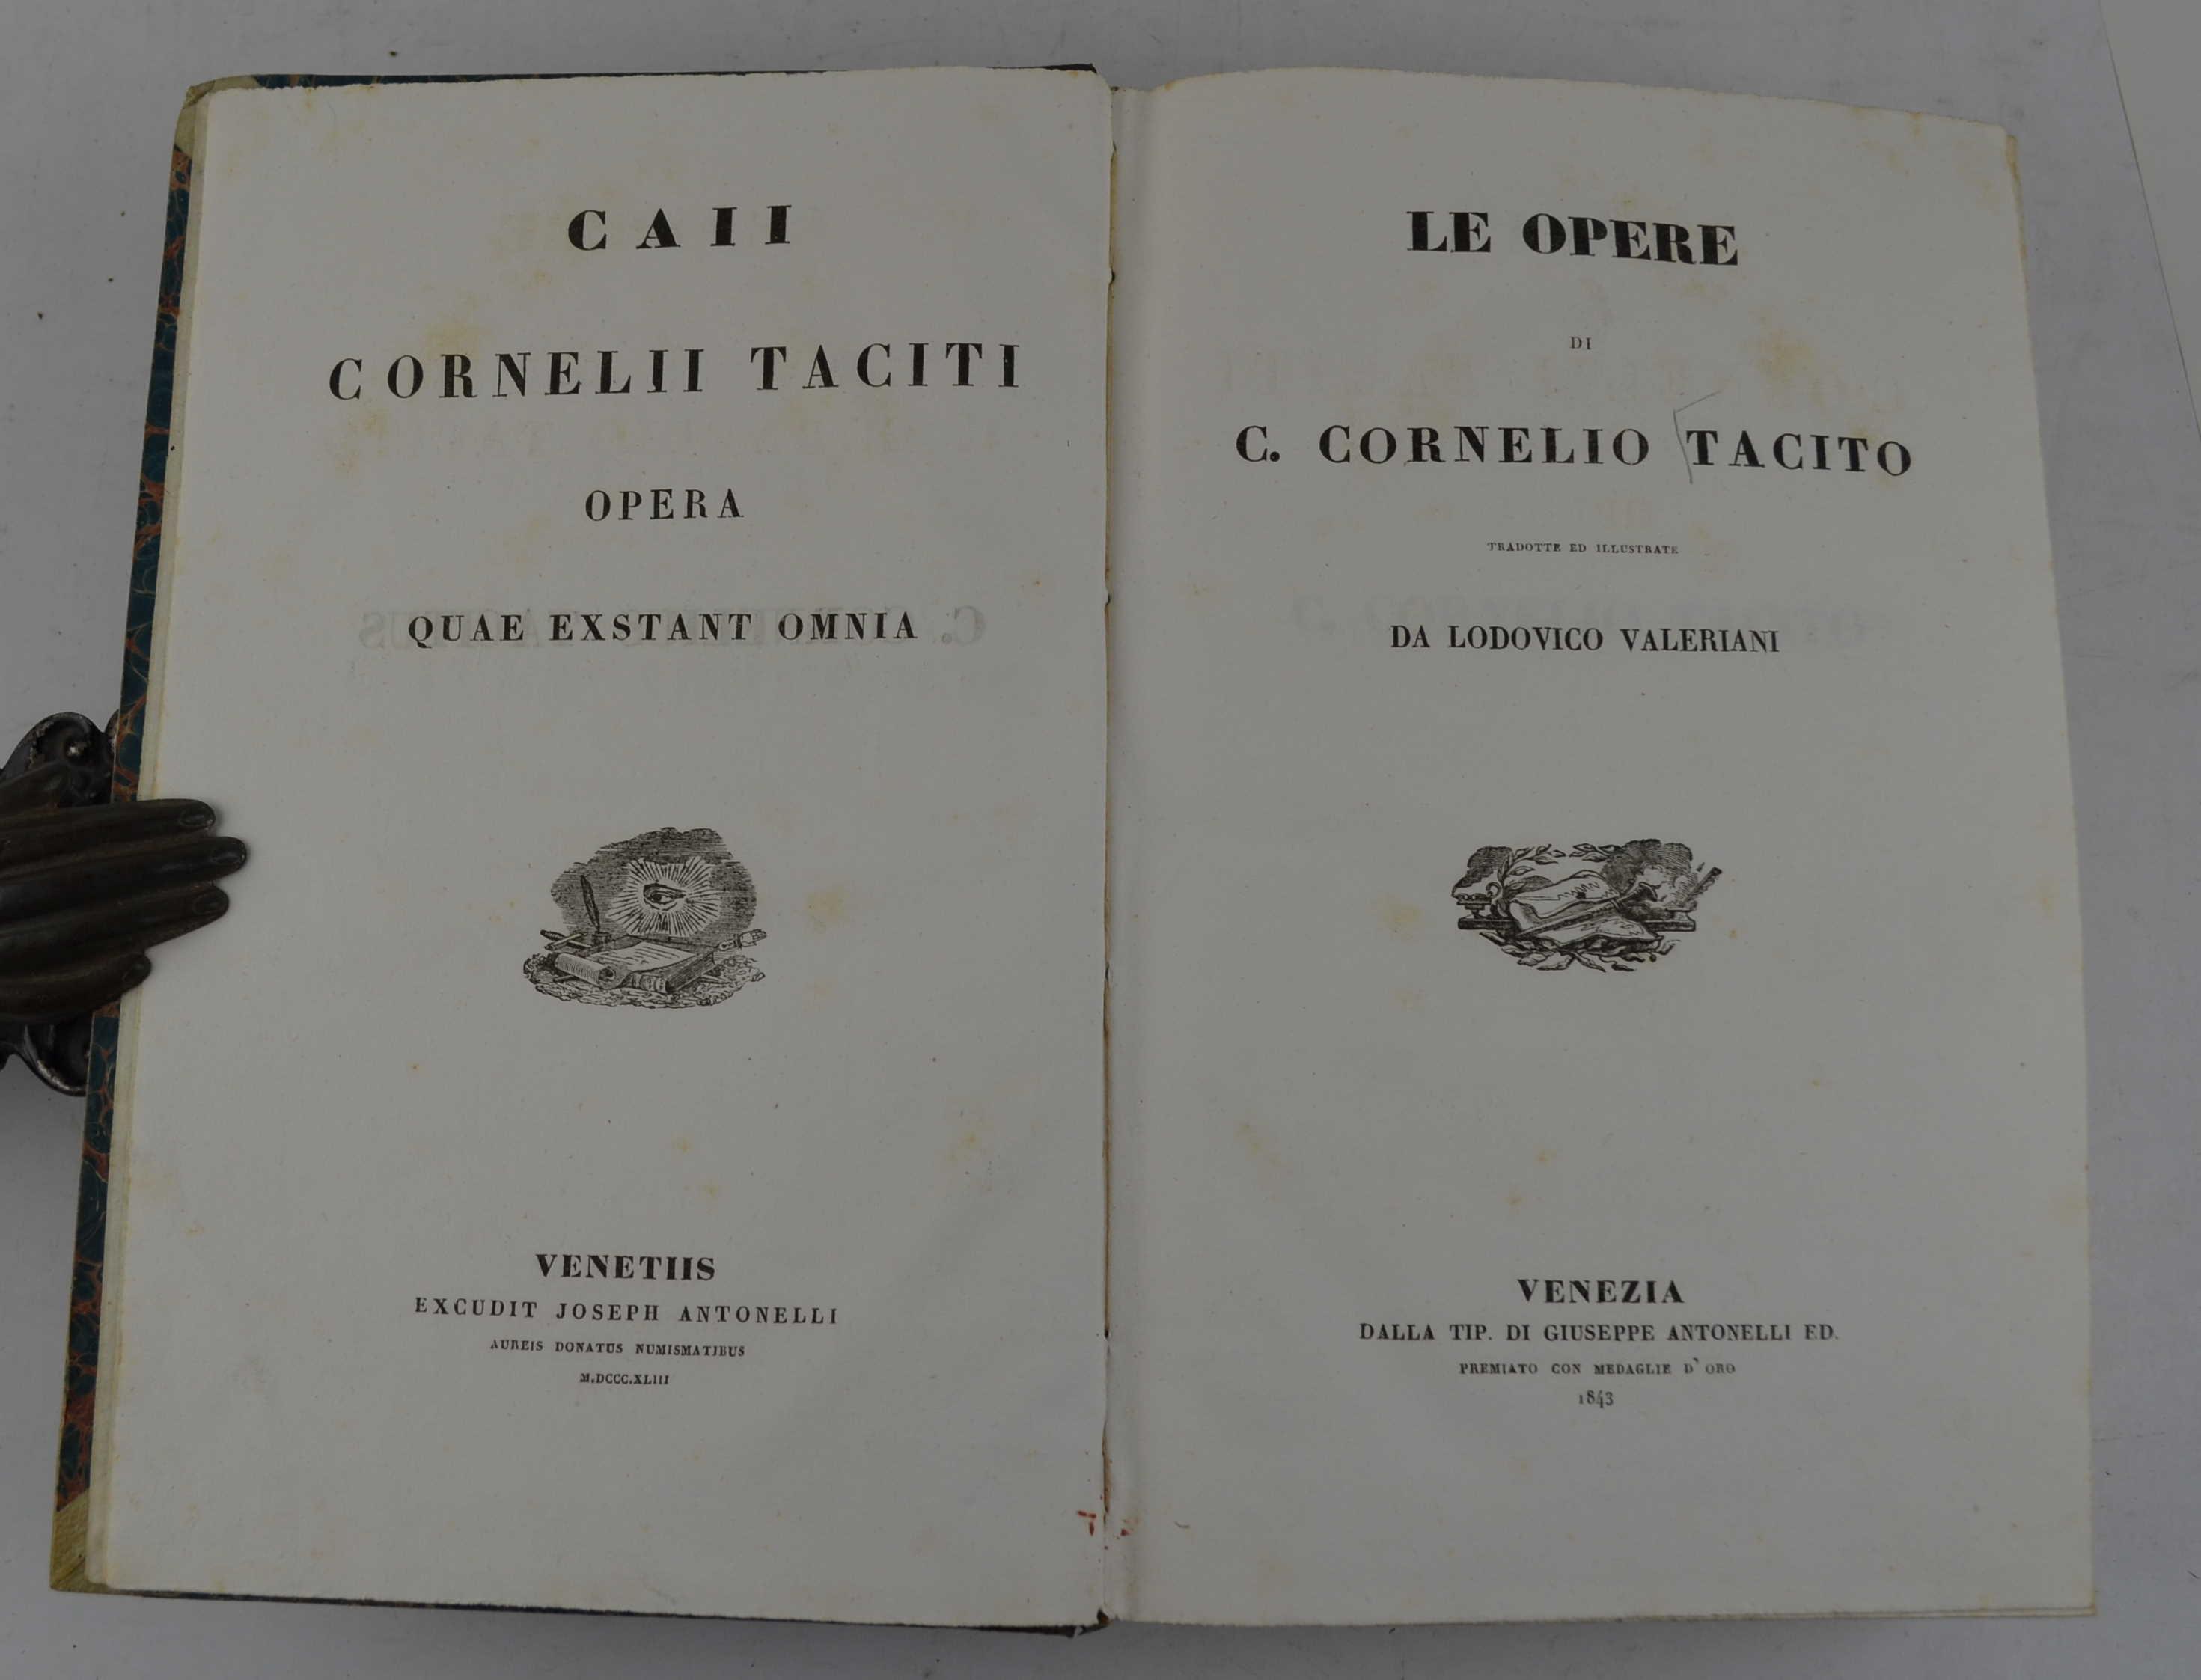 CAII
CORNELII TACITI
OPERA
QUAE EXSTANT OMNIA
VENETIIS
EXCUDIT JOSEPH ANTONELLI
AUREIS DONATUS NUMISMATIBUS
M.DCCC.XLIII
LE OPERE
DI
C. CORNELIO TACITO
TRADOTTE ED ILLUSTRATE
DA LODOVICO VALERIANI
VENEZIA
DALLA TIP. DI GIUSEPPE ANTONELLI ED.
PREMIATO CON MEDAGLIE D'ORO
1843